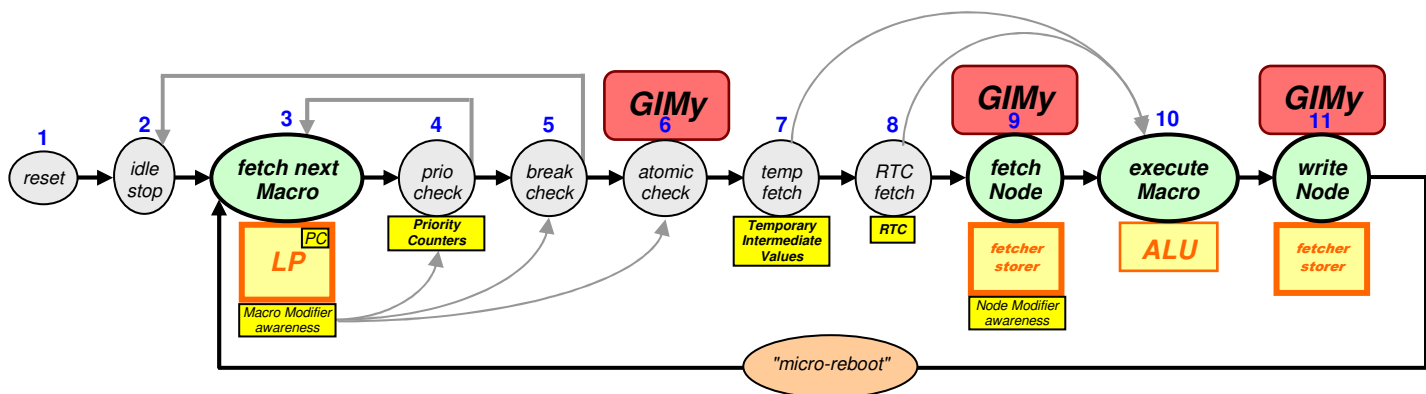 GIMy
GIMy
GIMy
1
2
3
4
5
6
7
8
9
10
11
reset
idle
stop
fetch next
Macro
prio
check
break
check
atomic
check
temp
fetch
RTC
fetch
fetch
Node
execute
Macro
write
Node
PC
LP
Macro Modifier
awareness
Priority
Counters
Temporary
Intermediate
Values
RTC
fetcher
storer
Node Modifier
awareness
ALU
fetcher
storer
"micro-reboot"